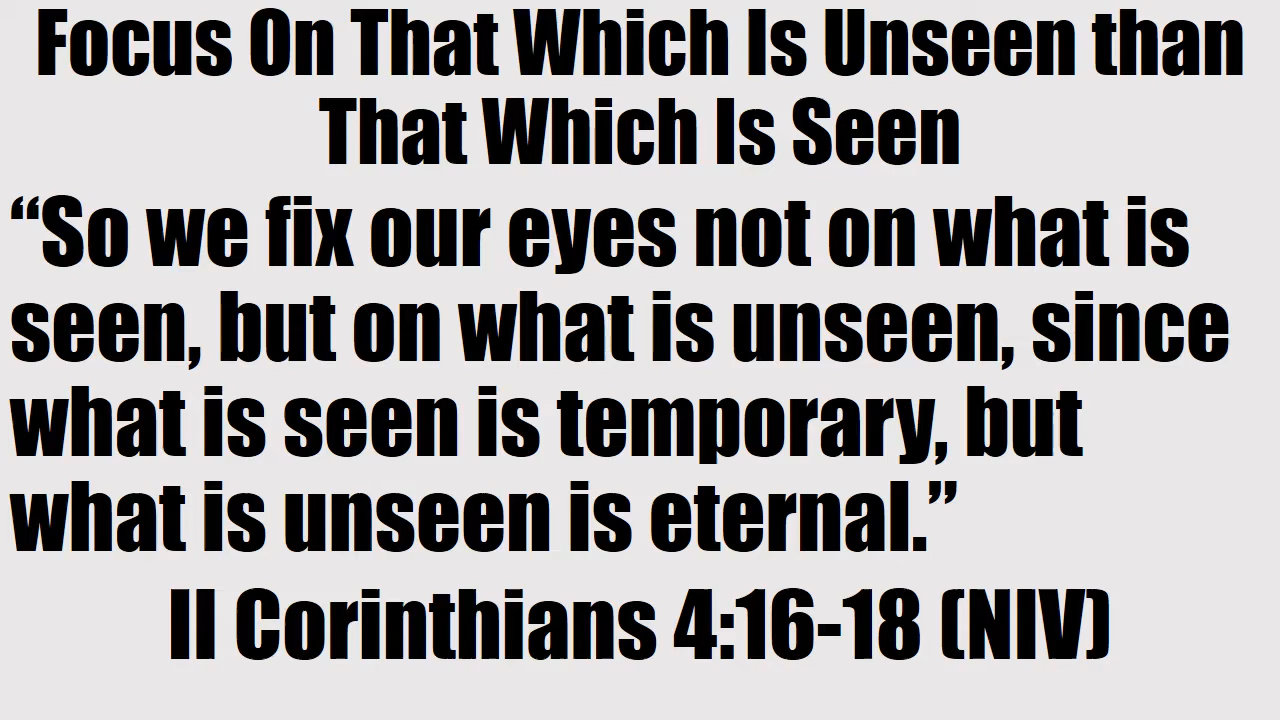 Focus On That Which Is Unseen than
That Which Is Seen
“So we fix our eyes not on what is
seen, but on what is unseen, since
what is seen is temporary, but
what is unseen is eternal.”
II Corinthians 4:16-18 (NIV)